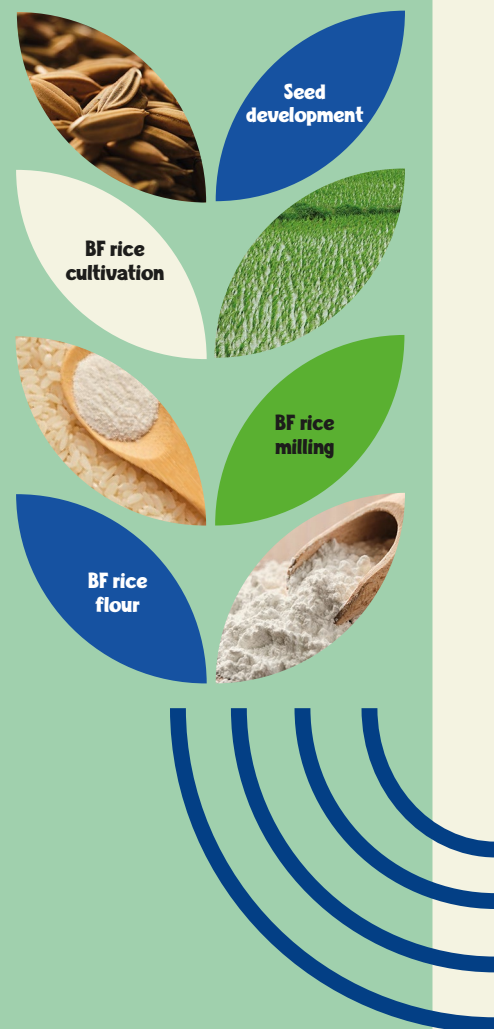 Seed
development
BF rice
cultivation
BF rice
milling
BF rice
flour